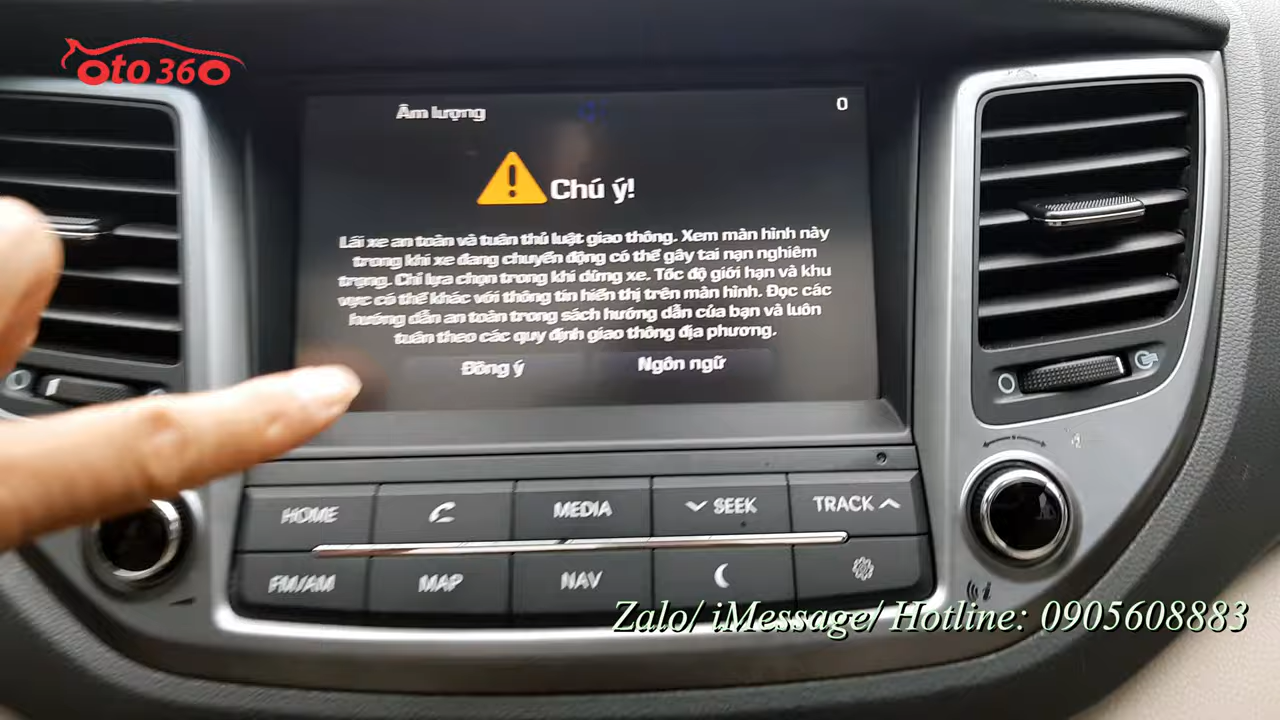 oto 360
Âm lượng
0
Chú ý!
Lái xe an toàn và tuân thủ luật giao thông. Xem màn hình này
trong khi xe đang chuyển động có thể gây tai nạn nghiêm
trọng. Chỉ lựa chọn trong khi dừng xe. Tốc độ giới hạn và khu
vực có thể khác với thông tin hiển thị trên màn hình. Đọc các
hướng dẫn an toàn trong sách hướng dẫn của bạn và luôn
tuân theo các quy định giao thông địa phương.
Đồng ý
Ngôn ngữ
HOME
MEDIA
SEEK
TRACK
FM/AM
MAP
NAV
Zalo/ iMessage/ Hotline: 0905608883